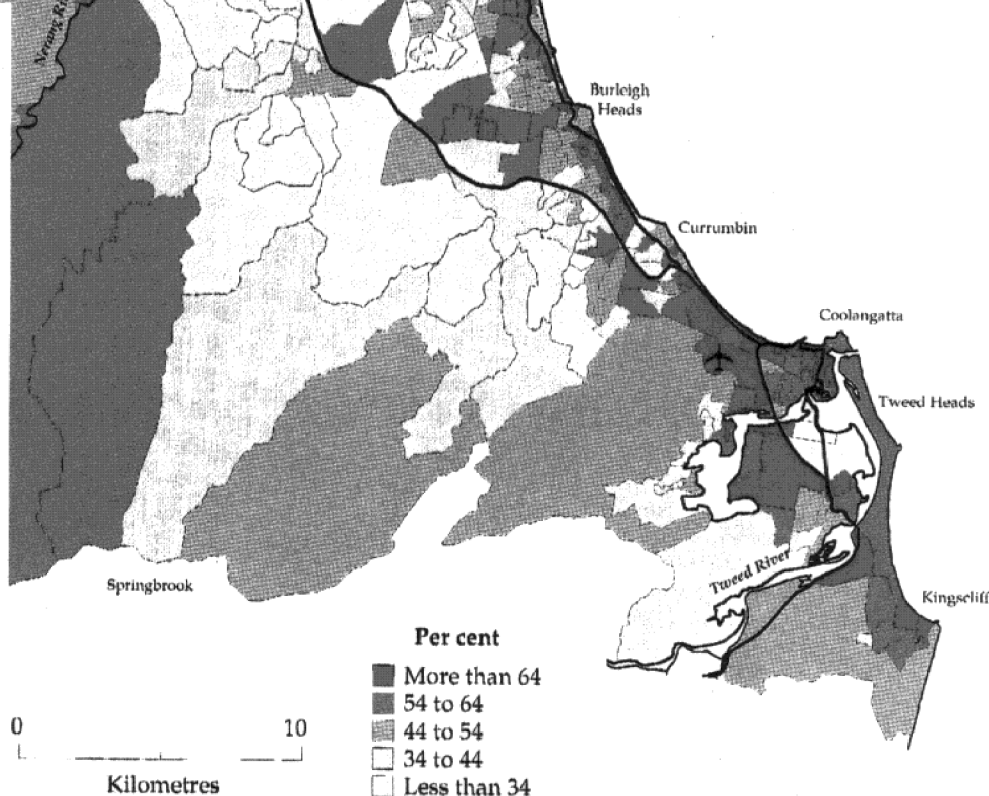 Nerang
Burleigh
Heads
Currumbin
Coolangatta
Tweed Heads
Tweed River
Springbrook
Kingscliff
Per cent
More than 64
54 to 64
44 to 54
34 to 44
Less than 34
0 10
Kilometres